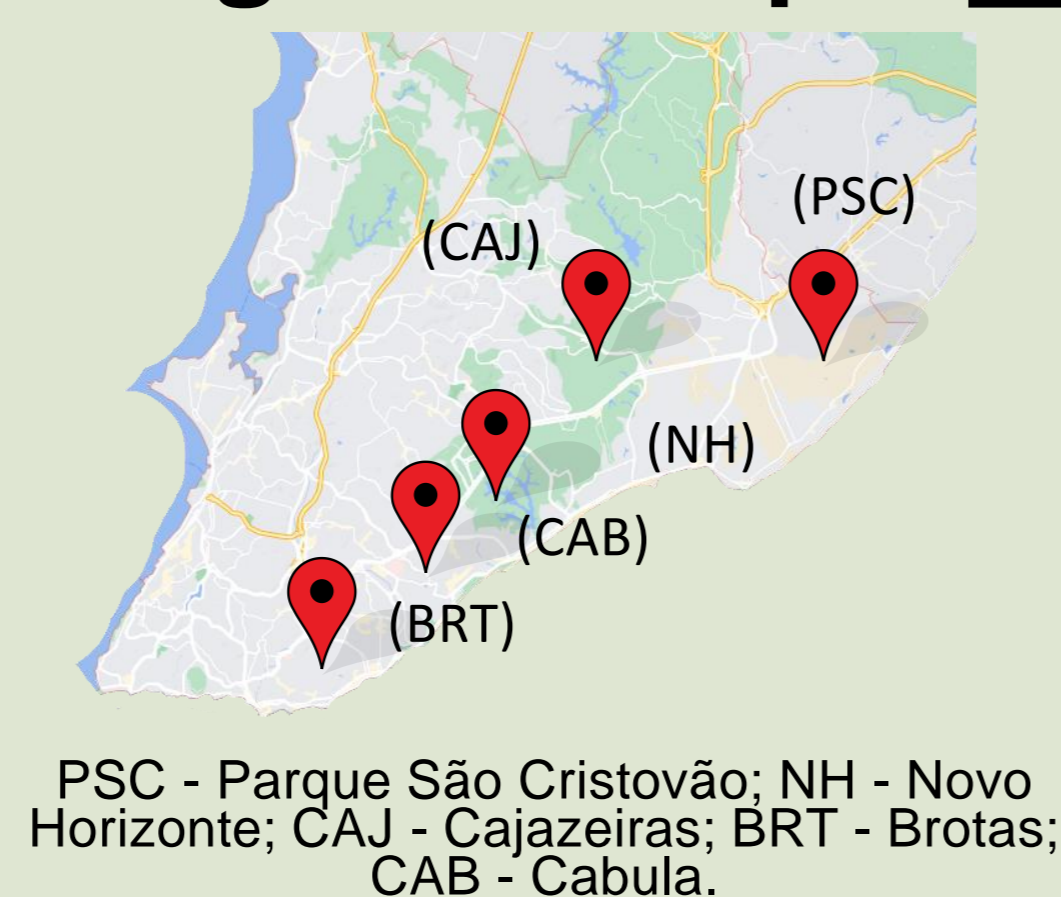 (PSC)
(CAJ)
(NH)
(CAB)
(BRT)
PSC - Parque São Cristovão; NH - Novo
Horizonte; CAJ - Cajazeiras; BRT - Brotas;
CAB - Cabula.